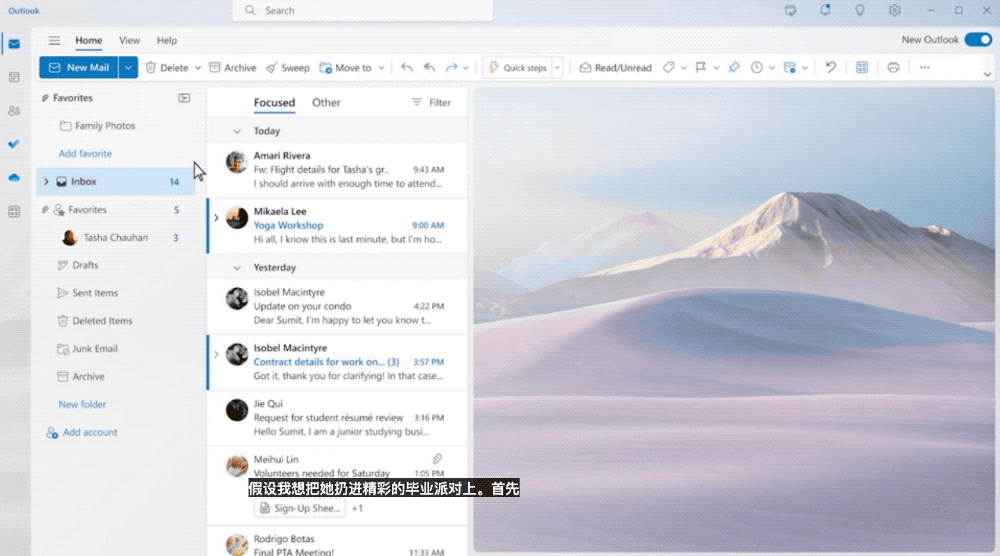 Outlook
Search
Home View Help
New Outlook
New Mail Delete Archive Sweep Move to Quick steps Read/Unread
Favorites
Family Photos
Add favorite
Inbox 14
Favorites 5
Tasha Chauhan 3
Drafts
Sent Items
Deleted Items
Junk Email
Archive
New folder
Add account
Focused Other Filter
Today
Amari Rivera
Fw: Flight details for Tasha's gr.. 9:43 AM
I should arrive with enough time to attend...
Mikaela Lee
Yoga Workshop 9:00 AM
Hi all, I know this is last minute, but I'm ho...
Yesterday
Isobel Macintyre
Update on your condo 4:22 PM
Dear Sumit, I'm happy to let you know t...
Isobel Macintyre
Contract details for work on... (3) 3:57 PM
Got it, thank you for clarifying! In that case...
Jie Qui
Request for student résumé review 3:16 PM
Hello Sumit, I am a junior studying busi...
Meihui Lin
Volunteers needed for Saturday 1:05 PM
假设我想把她扔进精彩的毕业派对上。首先
Sign-Up Shee... +1
Rodrigo Botas
Final PTA Meeting! 11:33 AM